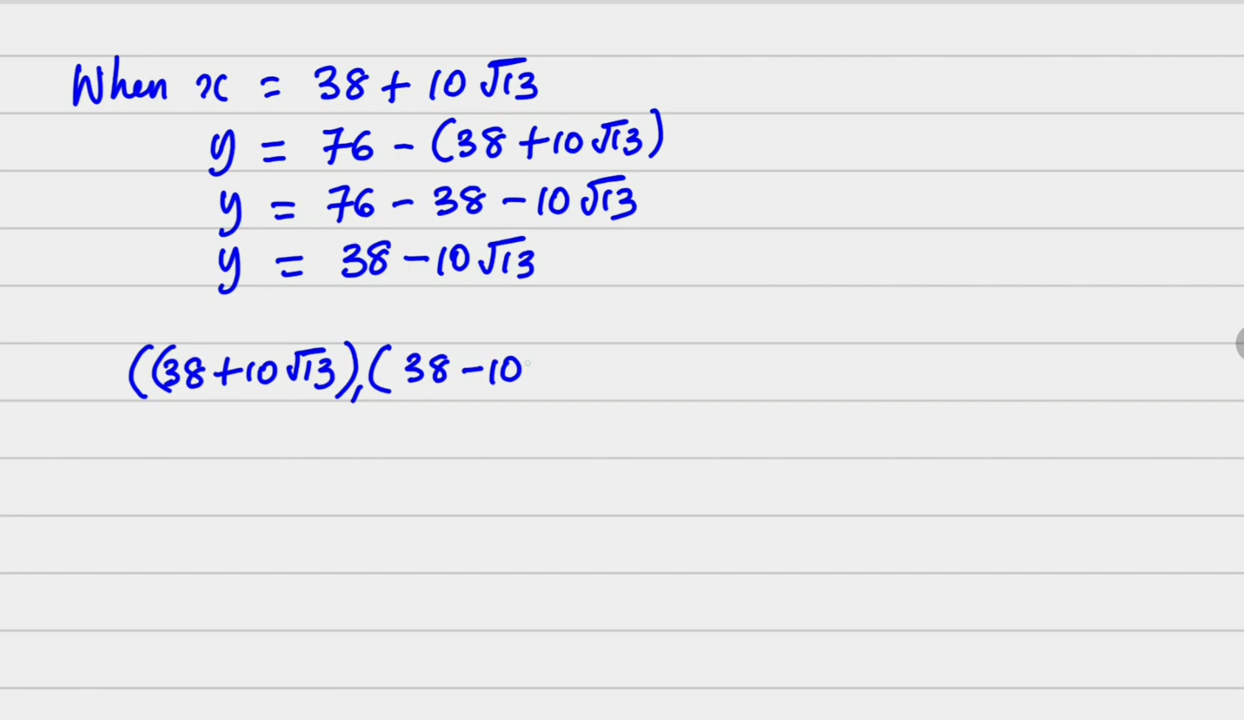 When x = 38 + 10 √13
y = 76 - (38 + 10 √13)
y = 76 - 38 - 10 √13
y = 38 - 10 √13
((38 + 10 √13), (38 - 10